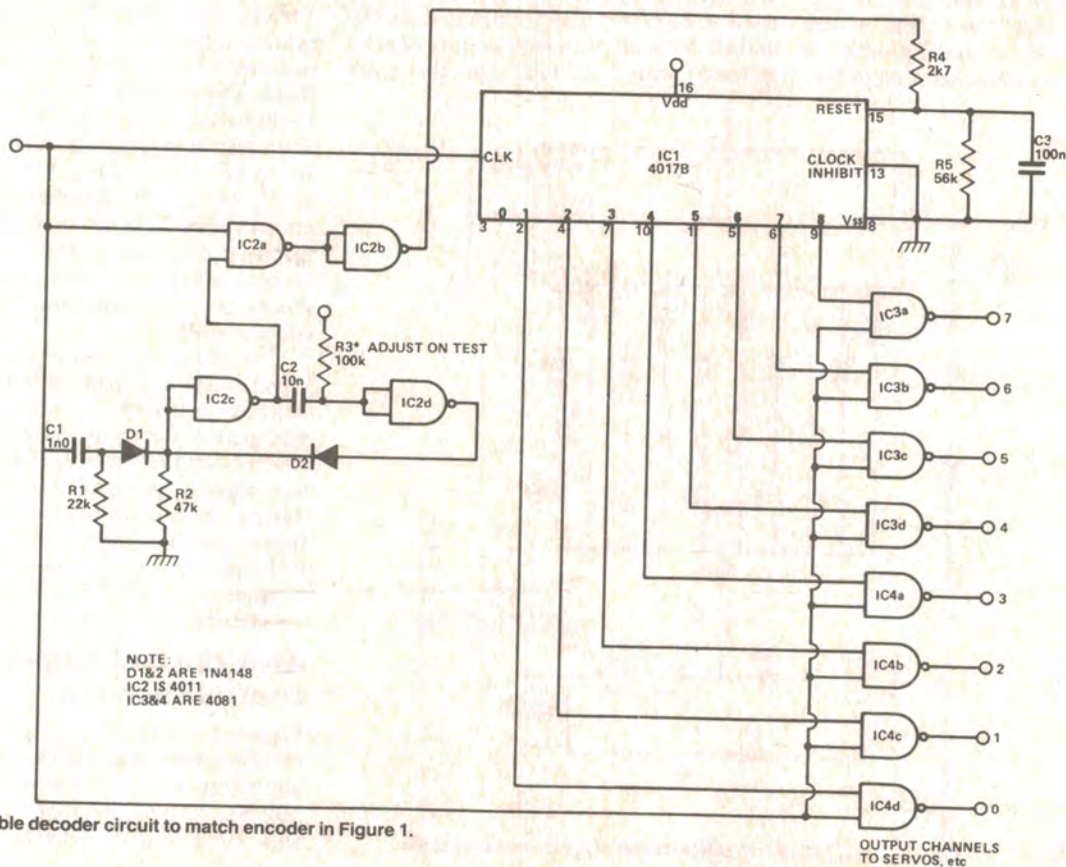 R4
2k7
16
Vdd
RESET
15
CLK
IC1
4017B
CLOCK
INHIBIT
13
R5
56k
C3
100n
Vss
8
0
1
2
3
4
5
6
7
8
3
2
4
7
10
1
5
6
9
IC2a
IC2b
R3* ADJUST ON TEST
100k
C2
10n
IC2c
IC2d
C1
1n0
D1
D2
R1
22k
R2
47k
IC3a
7
IC3b
6
IC3c
5
IC3d
4
IC4a
3
IC4b
2
IC4c
1
IC4d
0
NOTE:
D1&2 ARE 1N4148
IC2 IS 4011
IC3&4 ARE 4081
ble decoder circuit to match encoder in Figure 1.
OUTPUT CHANNELS
TO SERVOS, etc